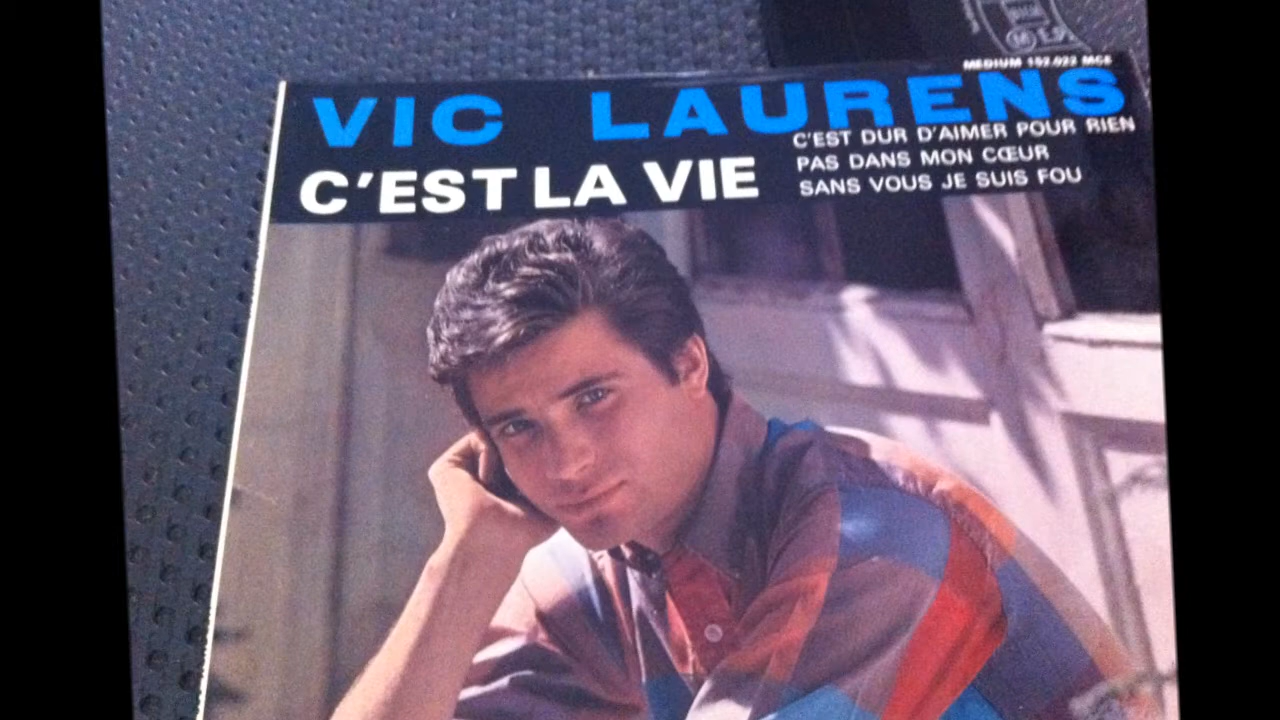 MEDIUM 152.022 MCE
VIC LAURENS
C'EST LA VIE
C'EST DUR D'AIMER POUR RIEN
PAS DANS MON CŒUR
SANS VOUS JE SUIS FOU